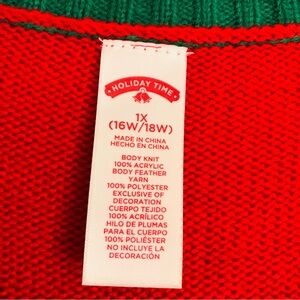 HOLIDAY TIME
1X
(16W/18W)
MADE IN CHINA
HECHO EN CHINA
BODY KNIT
100% ACRYLIC
BODY FEATHER
YARN
100% POLYESTER
EXCLUSIVE OF
DECORATION
CUERPO TEJIDO
100% ACRÍLICO
HILO DE PLUMAS
PARA EL CUERPO
100% POLIÉSTER
NO INCLUYE LA
DECORACIÓN